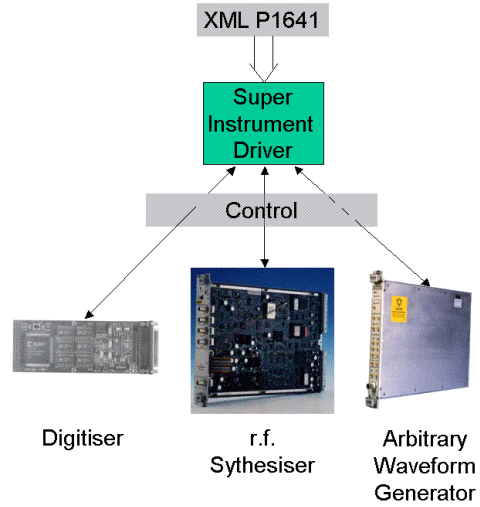 XML P1641
Super
Instrument
Driver
Control
Digitiser
r.f.
Sythesiser
Arbitrary
Waveform
Generator